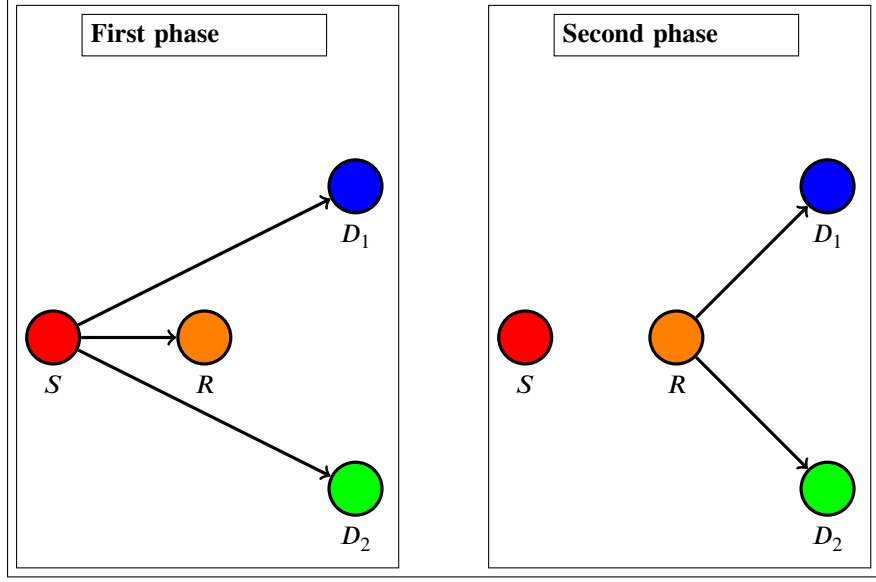 First phase
D₁
S
R
D₂
Second phase
D₁
S
R
D₂